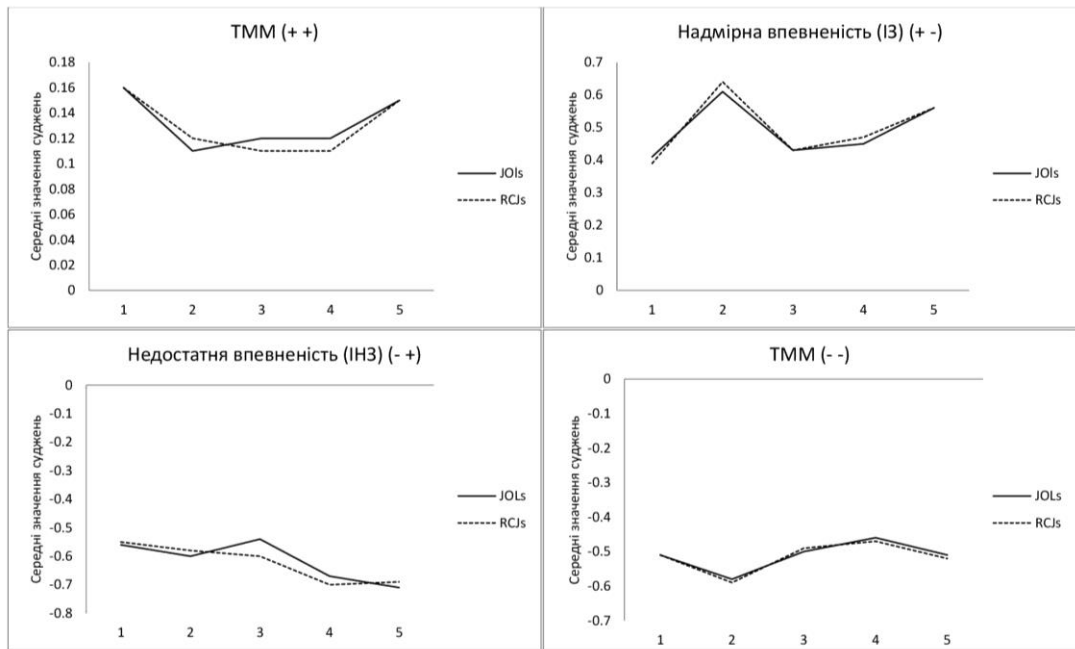 ТММ (+ +)
Середні значення суджень
0.18
0.16
0.14
0.12
0.1
0.08
0.06
0.04
0.02
0
1 2 3 4 5
JOls
RCJs
Надмірна впевненість (ІЗ) (+ -)
Середні значення суджень
0.7
0.6
0.5
0.4
0.3
0.2
0.1
0
1 2 3 4 5
JOls
RCJs
Недостатня впевненість (ІНЗ) (- +)
Середні значення суджень
0
-0.1
-0.2
-0.3
-0.4
-0.5
-0.6
-0.7
-0.8
1 2 3 4 5
JOLs
RCJs
ТММ (- -)
Середні значення суджень
0
-0.1
-0.2
-0.3
-0.4
-0.5
-0.6
-0.7
1 2 3 4 5
JOLs
RCJs